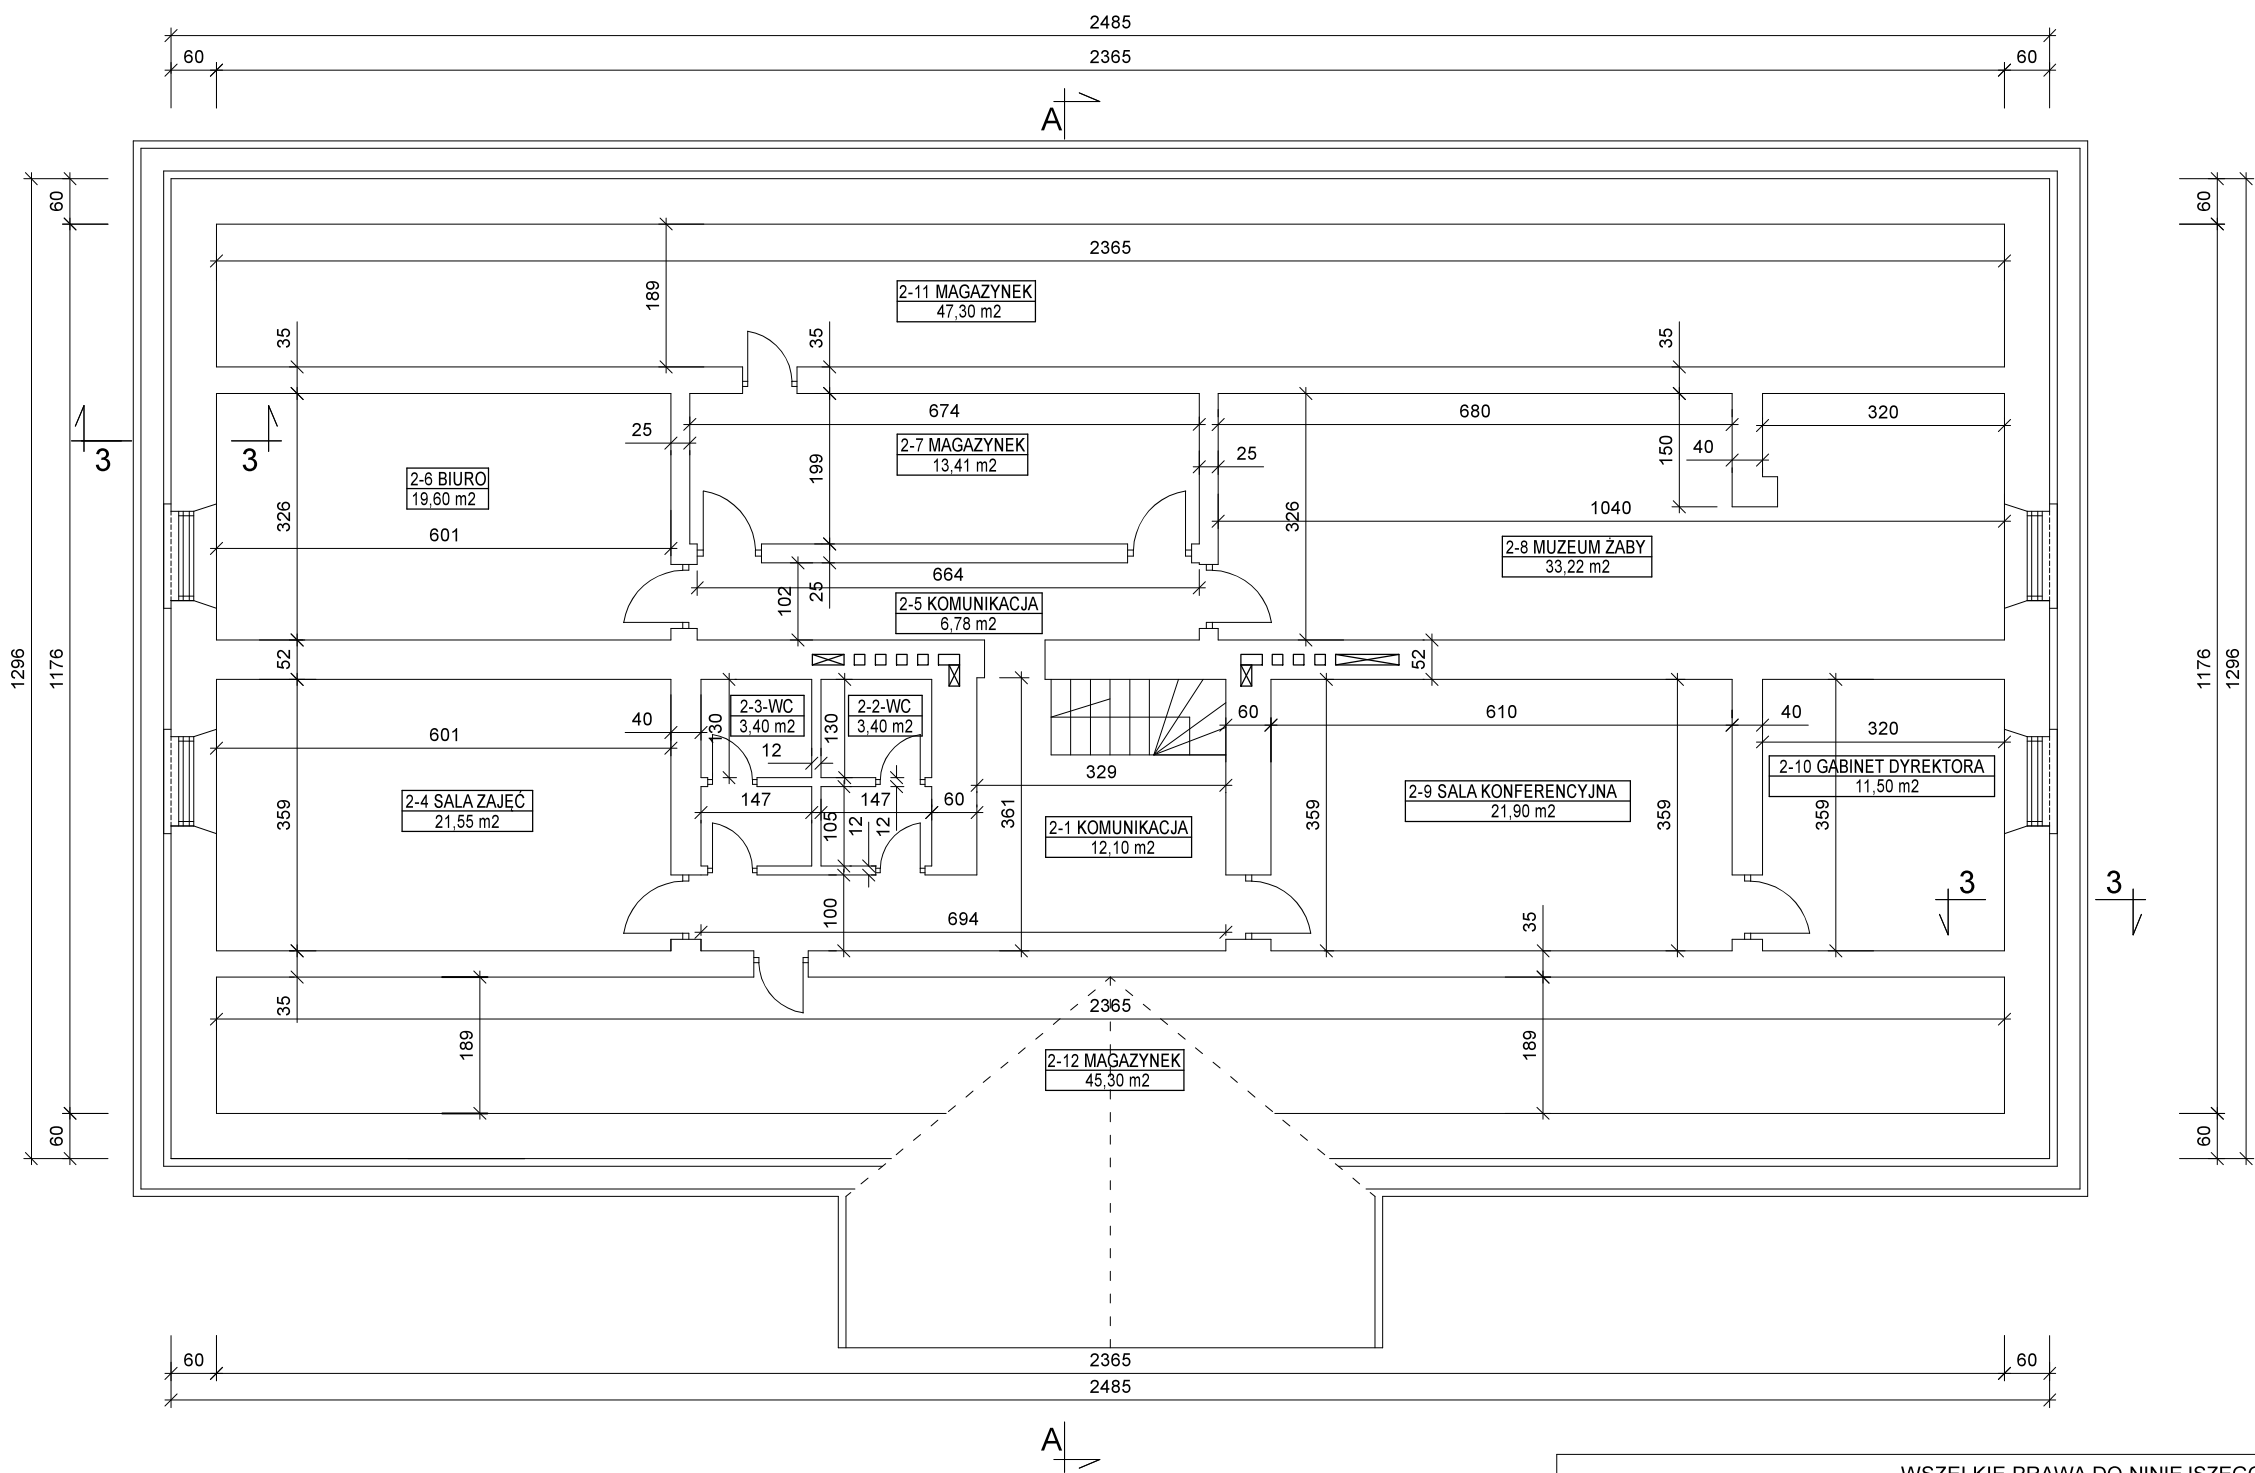 2485
60 2365 60
A
60 60
2365
189
2-11 MAGAZYNEK
47,30 m2
35 35 35
674 680 320
25 2-7 MAGAZYNEK 25 150 40
13,41 m2
199
3 3
2-6 BIURO
19,60 m2
326 326 1040
601
2-8 MUZEUM ŻABY
33,22 m2
664
102 25
2-5 KOMUNIKACJA
6,78 m2
1296 1176 52 52 1176 1296
2-3-WC 2-2-WC
3,40 m2 3,40 m2
130 130
40 60 610 40
601 12 320
329
2-10 GABINET DYREKTORA
11,50 m2
2-4 SALA ZAJĘĆ
21,55 m2
147 147 60
2-9 SALA KONFERENCYJNA
21,90 m2
359 105 12 12 361 359 359 359
2-1 KOMUNIKACJA
12,10 m2
3 3
100 694 35
35 2365
189 189
2-12 MAGAZYNEK
45,30 m2
60 60
60 2365 60
2485
A
WSZELKIE PRAWA DO NINIEJSZEGO